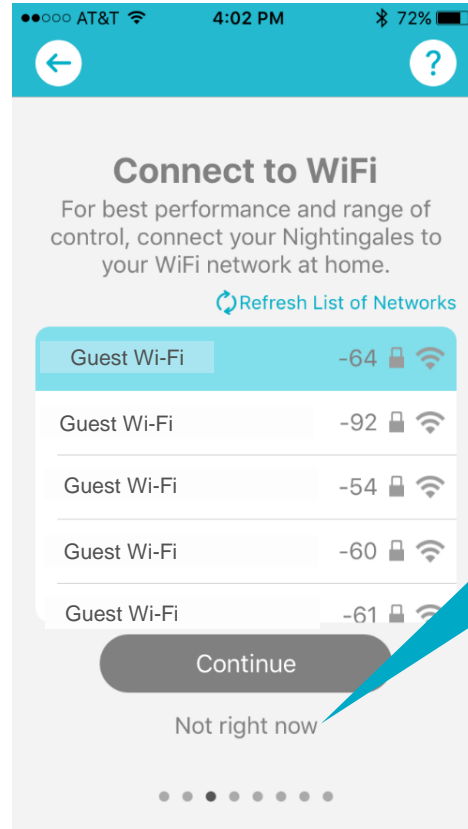 AT&T 4:02 PM 72%
?
Connect to WiFi
For best performance and range of
control, connect your Nightingales to
your WiFi network at home.
Refresh List of Networks
Guest Wi-Fi -64
Guest Wi-Fi -92
Guest Wi-Fi -54
Guest Wi-Fi -60
Guest Wi-Fi -61
Continue
Not right now